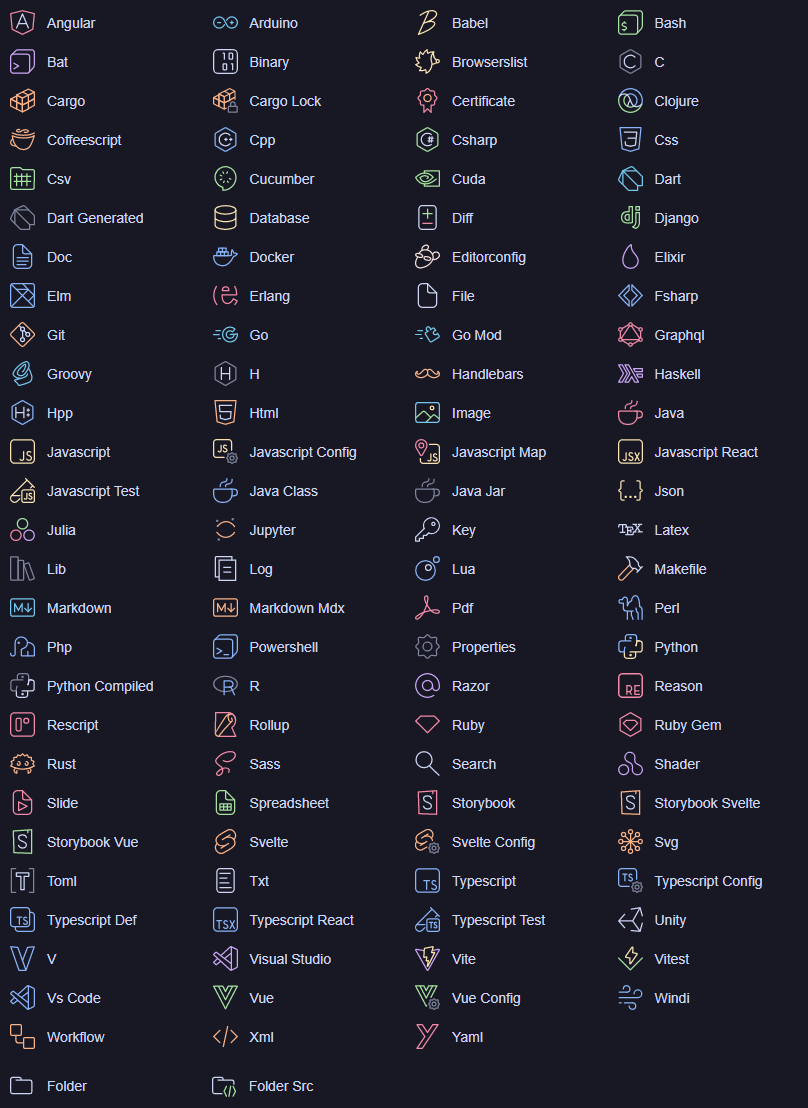 Angular Arduino Babel Bash
Bat Binary Browserslist C
Cargo Cargo Lock Certificate Clojure
Coffeescript Cpp Csharp Css
Csv Cucumber Cuda Dart
Dart Generated Database Diff Django
Doc Docker Editorconfig Elixir
Elm Erlang File Fsharp
Git Go Go Mod Graphql
Groovy H Handlebars Haskell
Hpp Html Image Java
Javascript Javascript Config Javascript Map Javascript React
Javascript Test Java Class Java Jar Json
Julia Jupyter Key Latex
Lib Log Lua Makefile
Markdown Markdown Mdx Pdf Perl
Php Powershell Properties Python
Python Compiled R Razor Reason
Rescript Rollup Ruby Ruby Gem
Rust Sass Search Shader
Slide Spreadsheet Storybook Storybook Svelte
Storybook Vue Svelte Svelte Config Svg
Toml Txt Typescript Typescript Config
Typescript Def Typescript React Typescript Test Unity
V Visual Studio Vite Vitest
Vs Code Vue Vue Config Windi
Workflow Xml Yaml
Folder Folder Src